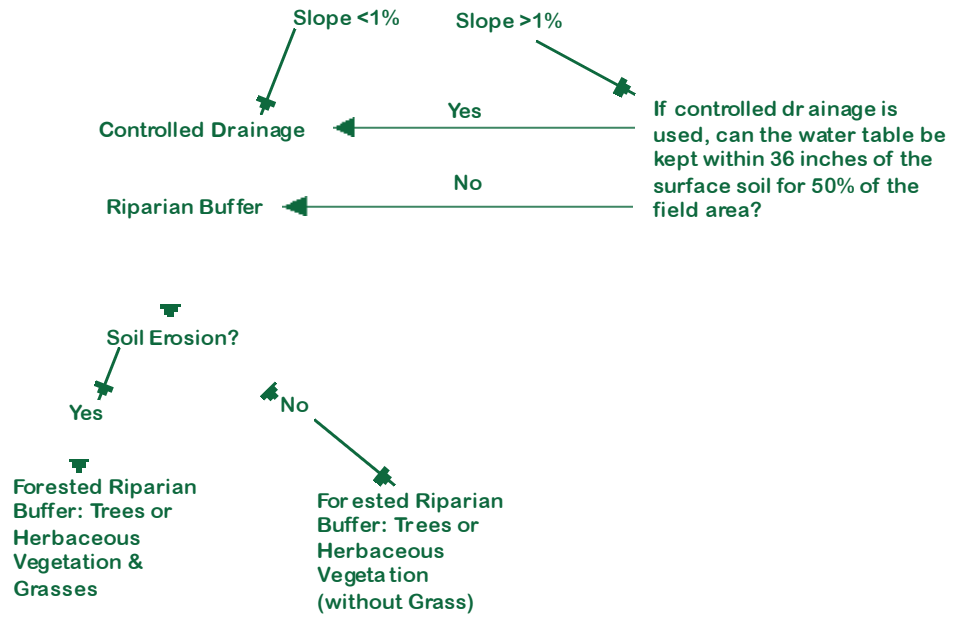 Slope <1%
Slope >1%
Yes
If controlled dr ainage is
used, can the water table be
kept within 36 inches of the
surface soil for 50% of the
field area?
Controlled Drainage
No
Riparian Buffer
Soil Erosion?
Yes
No
Forested Riparian
Buffer: Trees or
Herbaceous
Vegetation &
Grasses
For ested Riparian
Buffer: Trees or
Herbaceous
Vegetation
(without Grass)